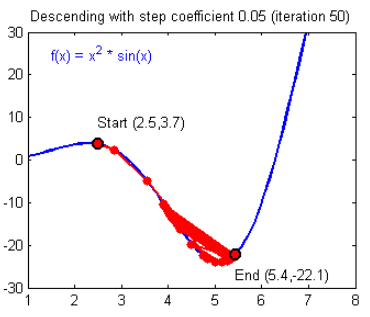 Descending with step coefficient 0.05 (iteration 50)
30
f(x) = x² * sin(x)
20
Start (2.5,3.7)
10
0
-10
-20
End (5.4,-22.1)
-30
1 2 3 4 5 6 7 8